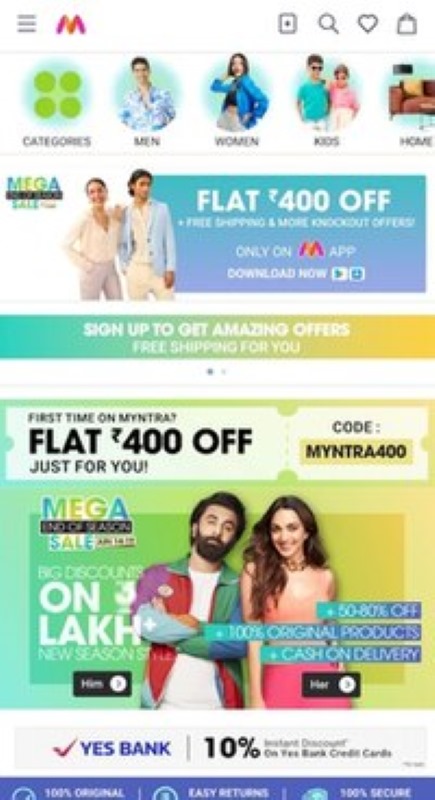 CATEGORIES
MEN
WOMEN
KIDS
HOME
MEGA
END OF SEASON
SALE
FLAT ₹400 OFF
+ FREE SHIPPING & MORE KNOCKOUT OFFERS!
ONLY ON M APP
DOWNLOAD NOW
SIGN UP TO GET AMAZING OFFERS
FREE SHIPPING FOR YOU
FIRST TIME ON MYNTRA?
FLAT ₹400 OFF
JUST FOR YOU!
CODE :
MYNTRA400
MEGA
END OF SEASON
SALE
BIG DISCOUNTS
ON 3
LAKH+
NEW SEASON STYLES
+ 50-80% OFF
+ 100% ORIGINAL PRODUCTS
+ CASH ON DELIVERY
Him
Her
YES BANK
10% Instant Discount*
On Yes Bank Credit Cards
100% ORIGINAL
EASY RETURNS
100% SECURE